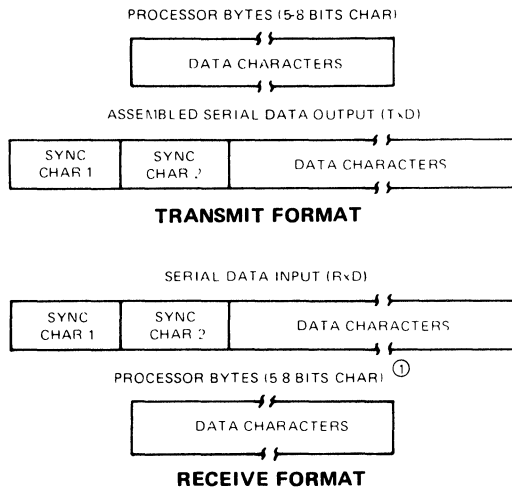 PROCESSOR BYTES (5-8 BITS CHAR)
DATA CHARACTERS
ASSEMBLED SERIAL DATA OUTPUT (TxD)
SYNC CHAR 1
SYNC CHAR 2
DATA CHARACTERS
TRANSMIT FORMAT
SERIAL DATA INPUT (RxD)
SYNC CHAR 1
SYNC CHAR 2
DATA CHARACTERS
PROCESSOR BYTES (5 8 BITS CHAR) ①
DATA CHARACTERS
RECEIVE FORMAT